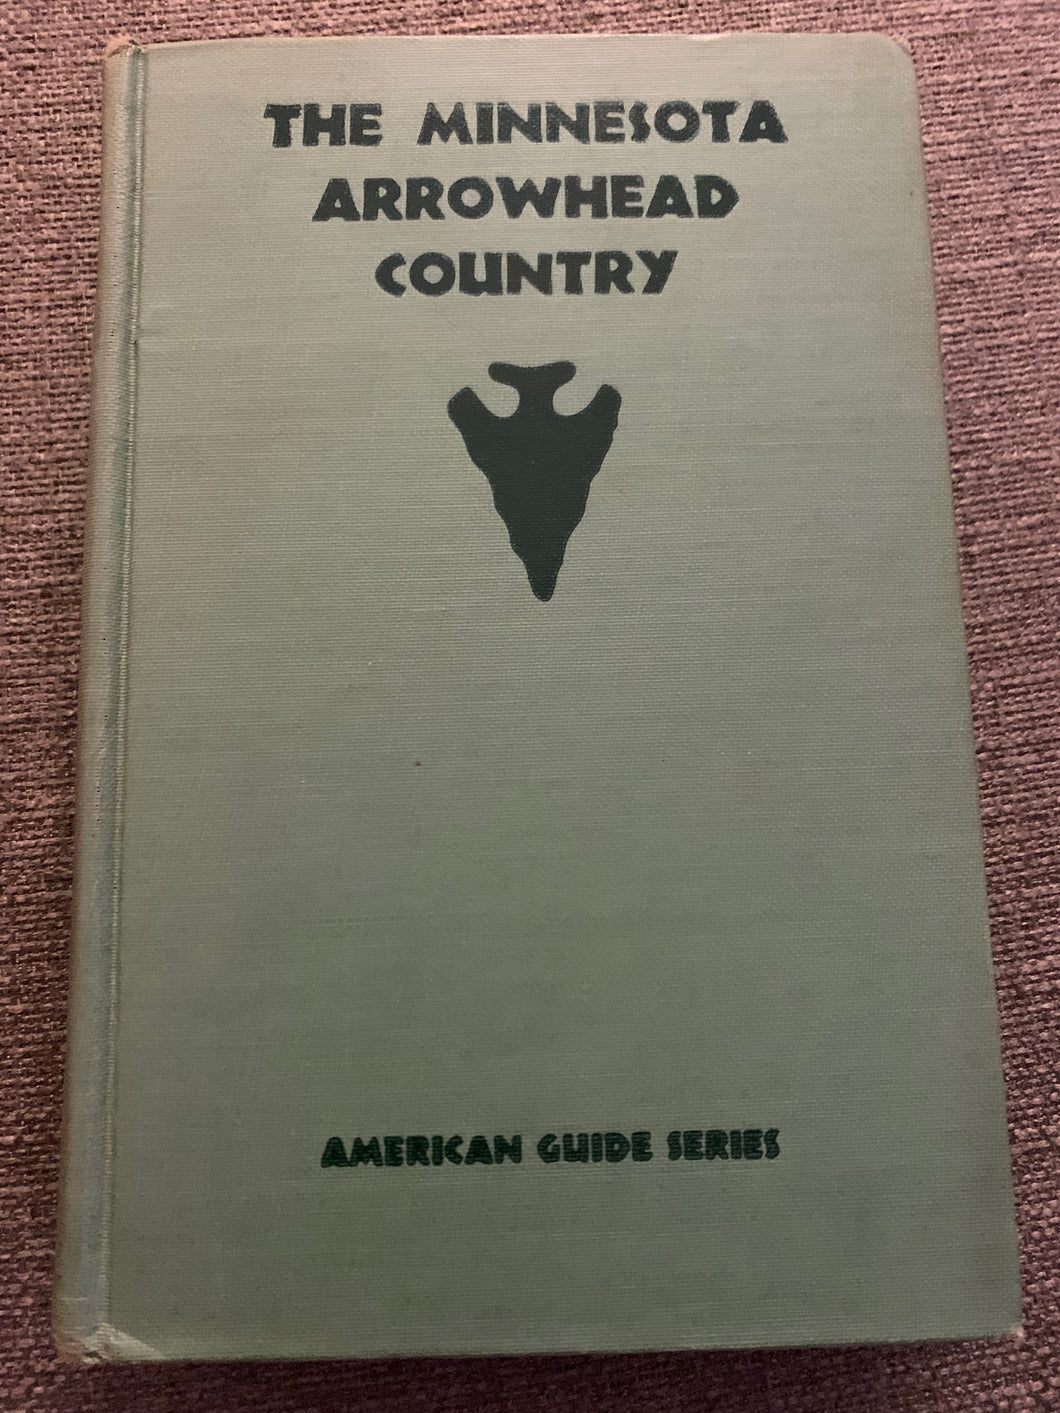 THE MINNESOTA
ARROWHEAD
COUNTRY
AMERICAN GUIDE SERIES